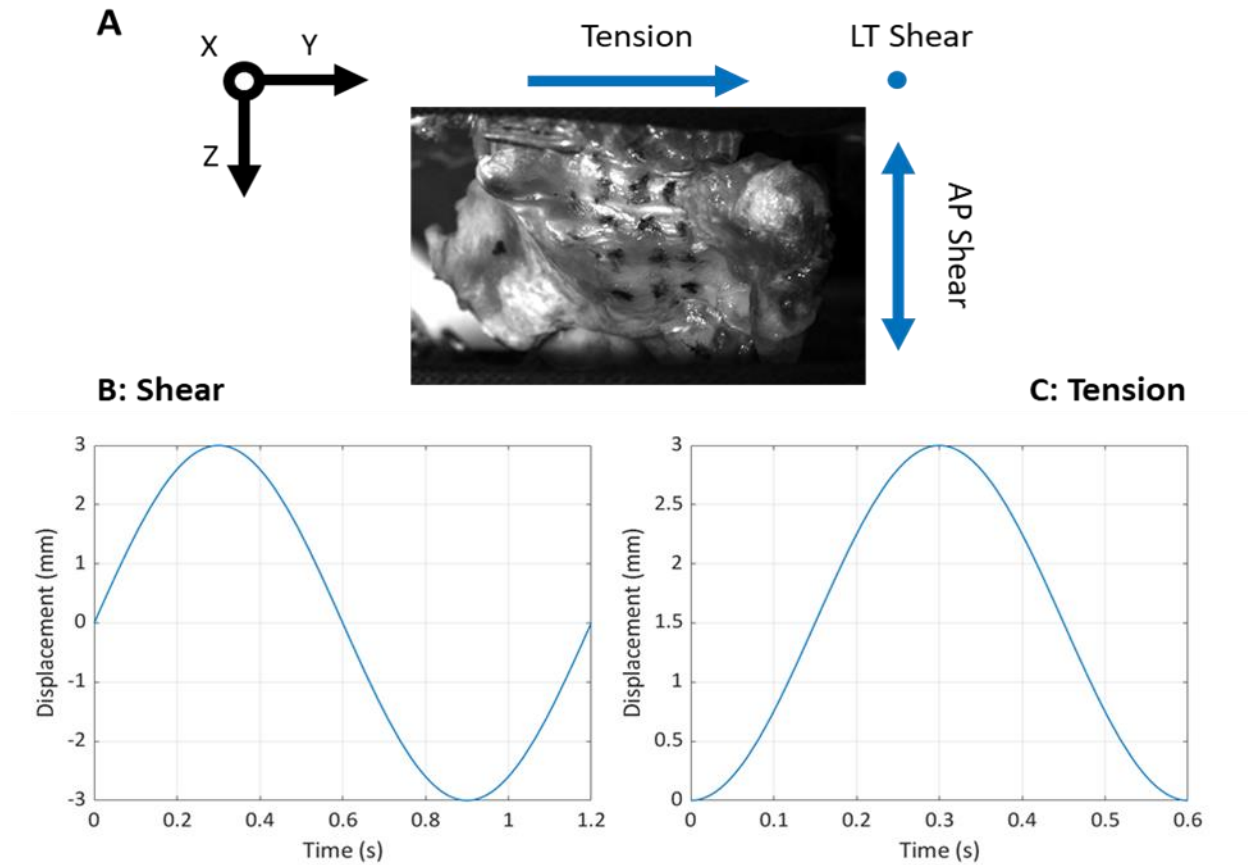 A
X
Y
Z
Tension
LT Shear
AP Shear
B: Shear
C: Tension
3
2
1
0
-1
-2
-3
Displacement (mm)
0 0.2 0.4 0.6 0.8 1 1.2
Time (s)
3
2.5
2
1.5
1
0.5
0
Displacement (mm)
0 0.1 0.2 0.3 0.4 0.5 0.6
Time (s)